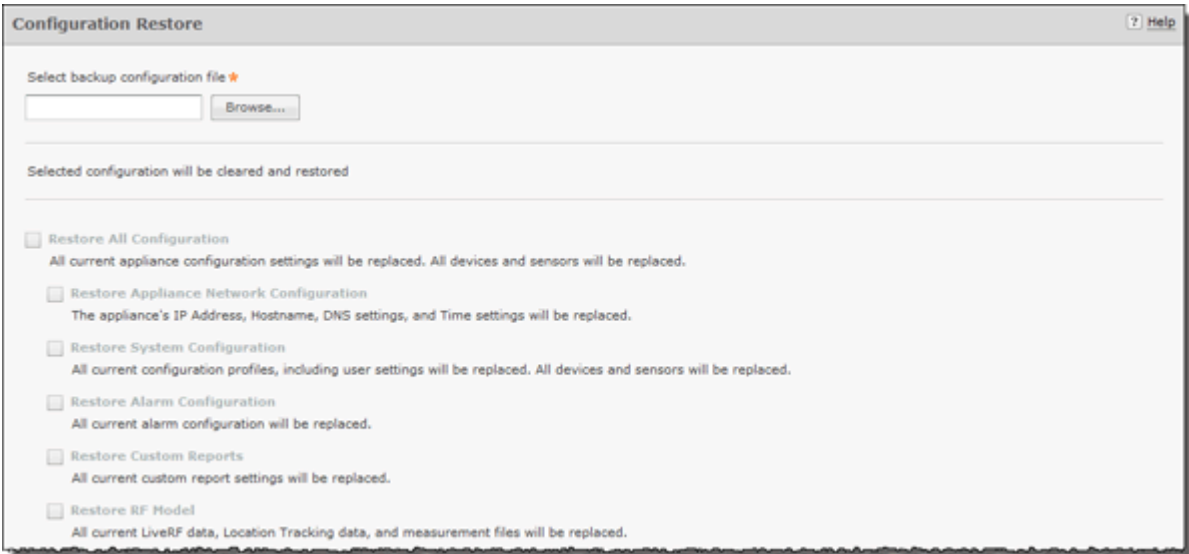 Configuration Restore
? Help
Select backup configuration file *
Browse...
Selected configuration will be cleared and restored
Restore All Configuration
All current appliance configuration settings will be replaced. All devices and sensors will be replaced.
Restore Appliance Network Configuration
The appliance's IP Address, Hostname, DNS settings, and Time settings will be replaced.
Restore System Configuration
All current configuration profiles, including user settings will be replaced. All devices and sensors will be replaced.
Restore Alarm Configuration
All current alarm configuration will be replaced.
Restore Custom Reports
All current custom report settings will be replaced.
Restore RF Model
All current LiveRF data, Location Tracking data, and measurement files will be replaced.